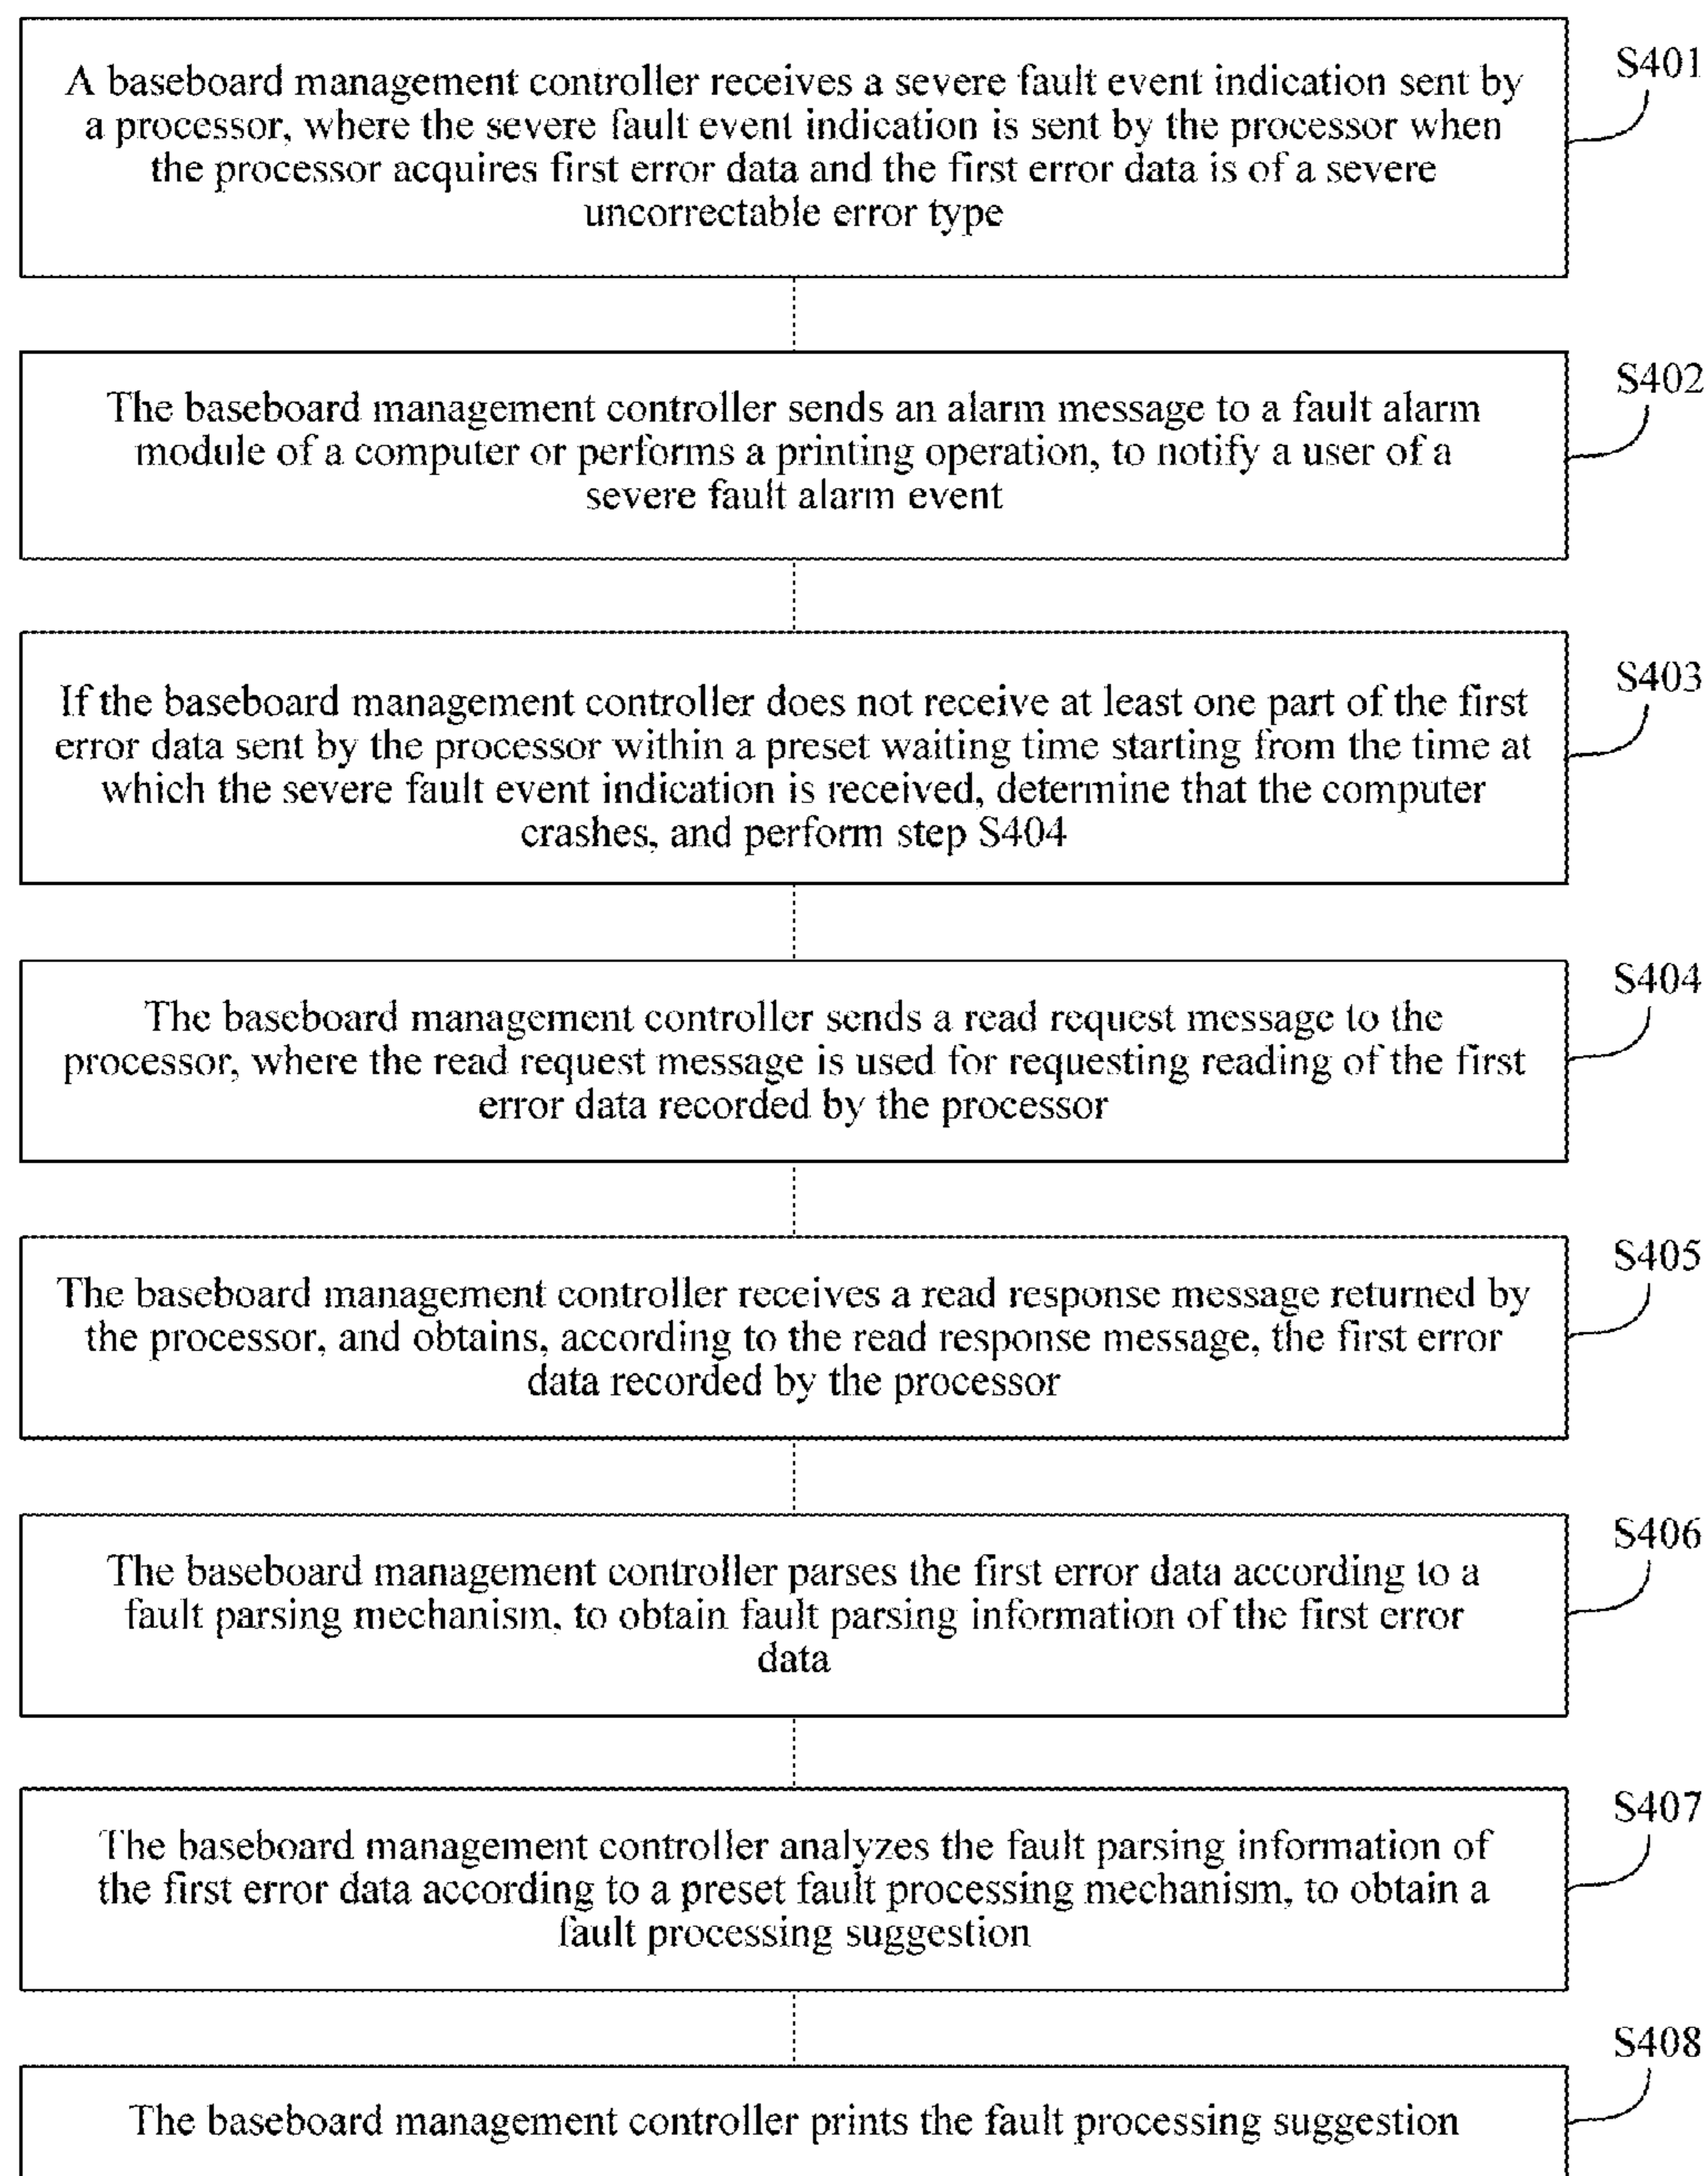 A baseboard management controller receives a severe fault event indication sent by
a processor, where the severe fault event indication is sent by the processor when
the processor acquires first error data and the first error data is of a severe
uncorrectable error type
S401
The baseboard management controller sends an alarm message to a fault alarm
module of a computer or performs a printing operation, to notify a user of a
severe fault alarm event
S402
If the baseboard management controller does not receive at least one part of the first
error data sent by the processor within a preset waiting time starting from the time at
which the severe fault event indication is received, determine that the computer
crashes, and perform step S404
S403
The baseboard management controller sends a read request message to the
processor, where the read request message is used for requesting reading of the first
error data recorded by the processor
S404
The baseboard management controller receives a read response message returned by
the processor, and obtains, according to the read response message, the first error
data recorded by the processor
S405
The baseboard management controller parses the first error data according to a
fault parsing mechanism, to obtain fault parsing information of the first error
data
S406
The baseboard management controller analyzes the fault parsing information of
the first error data according to a preset fault processing mechanism, to obtain a
fault processing suggestion
S407
The baseboard management controller prints the fault processing suggestion
S408